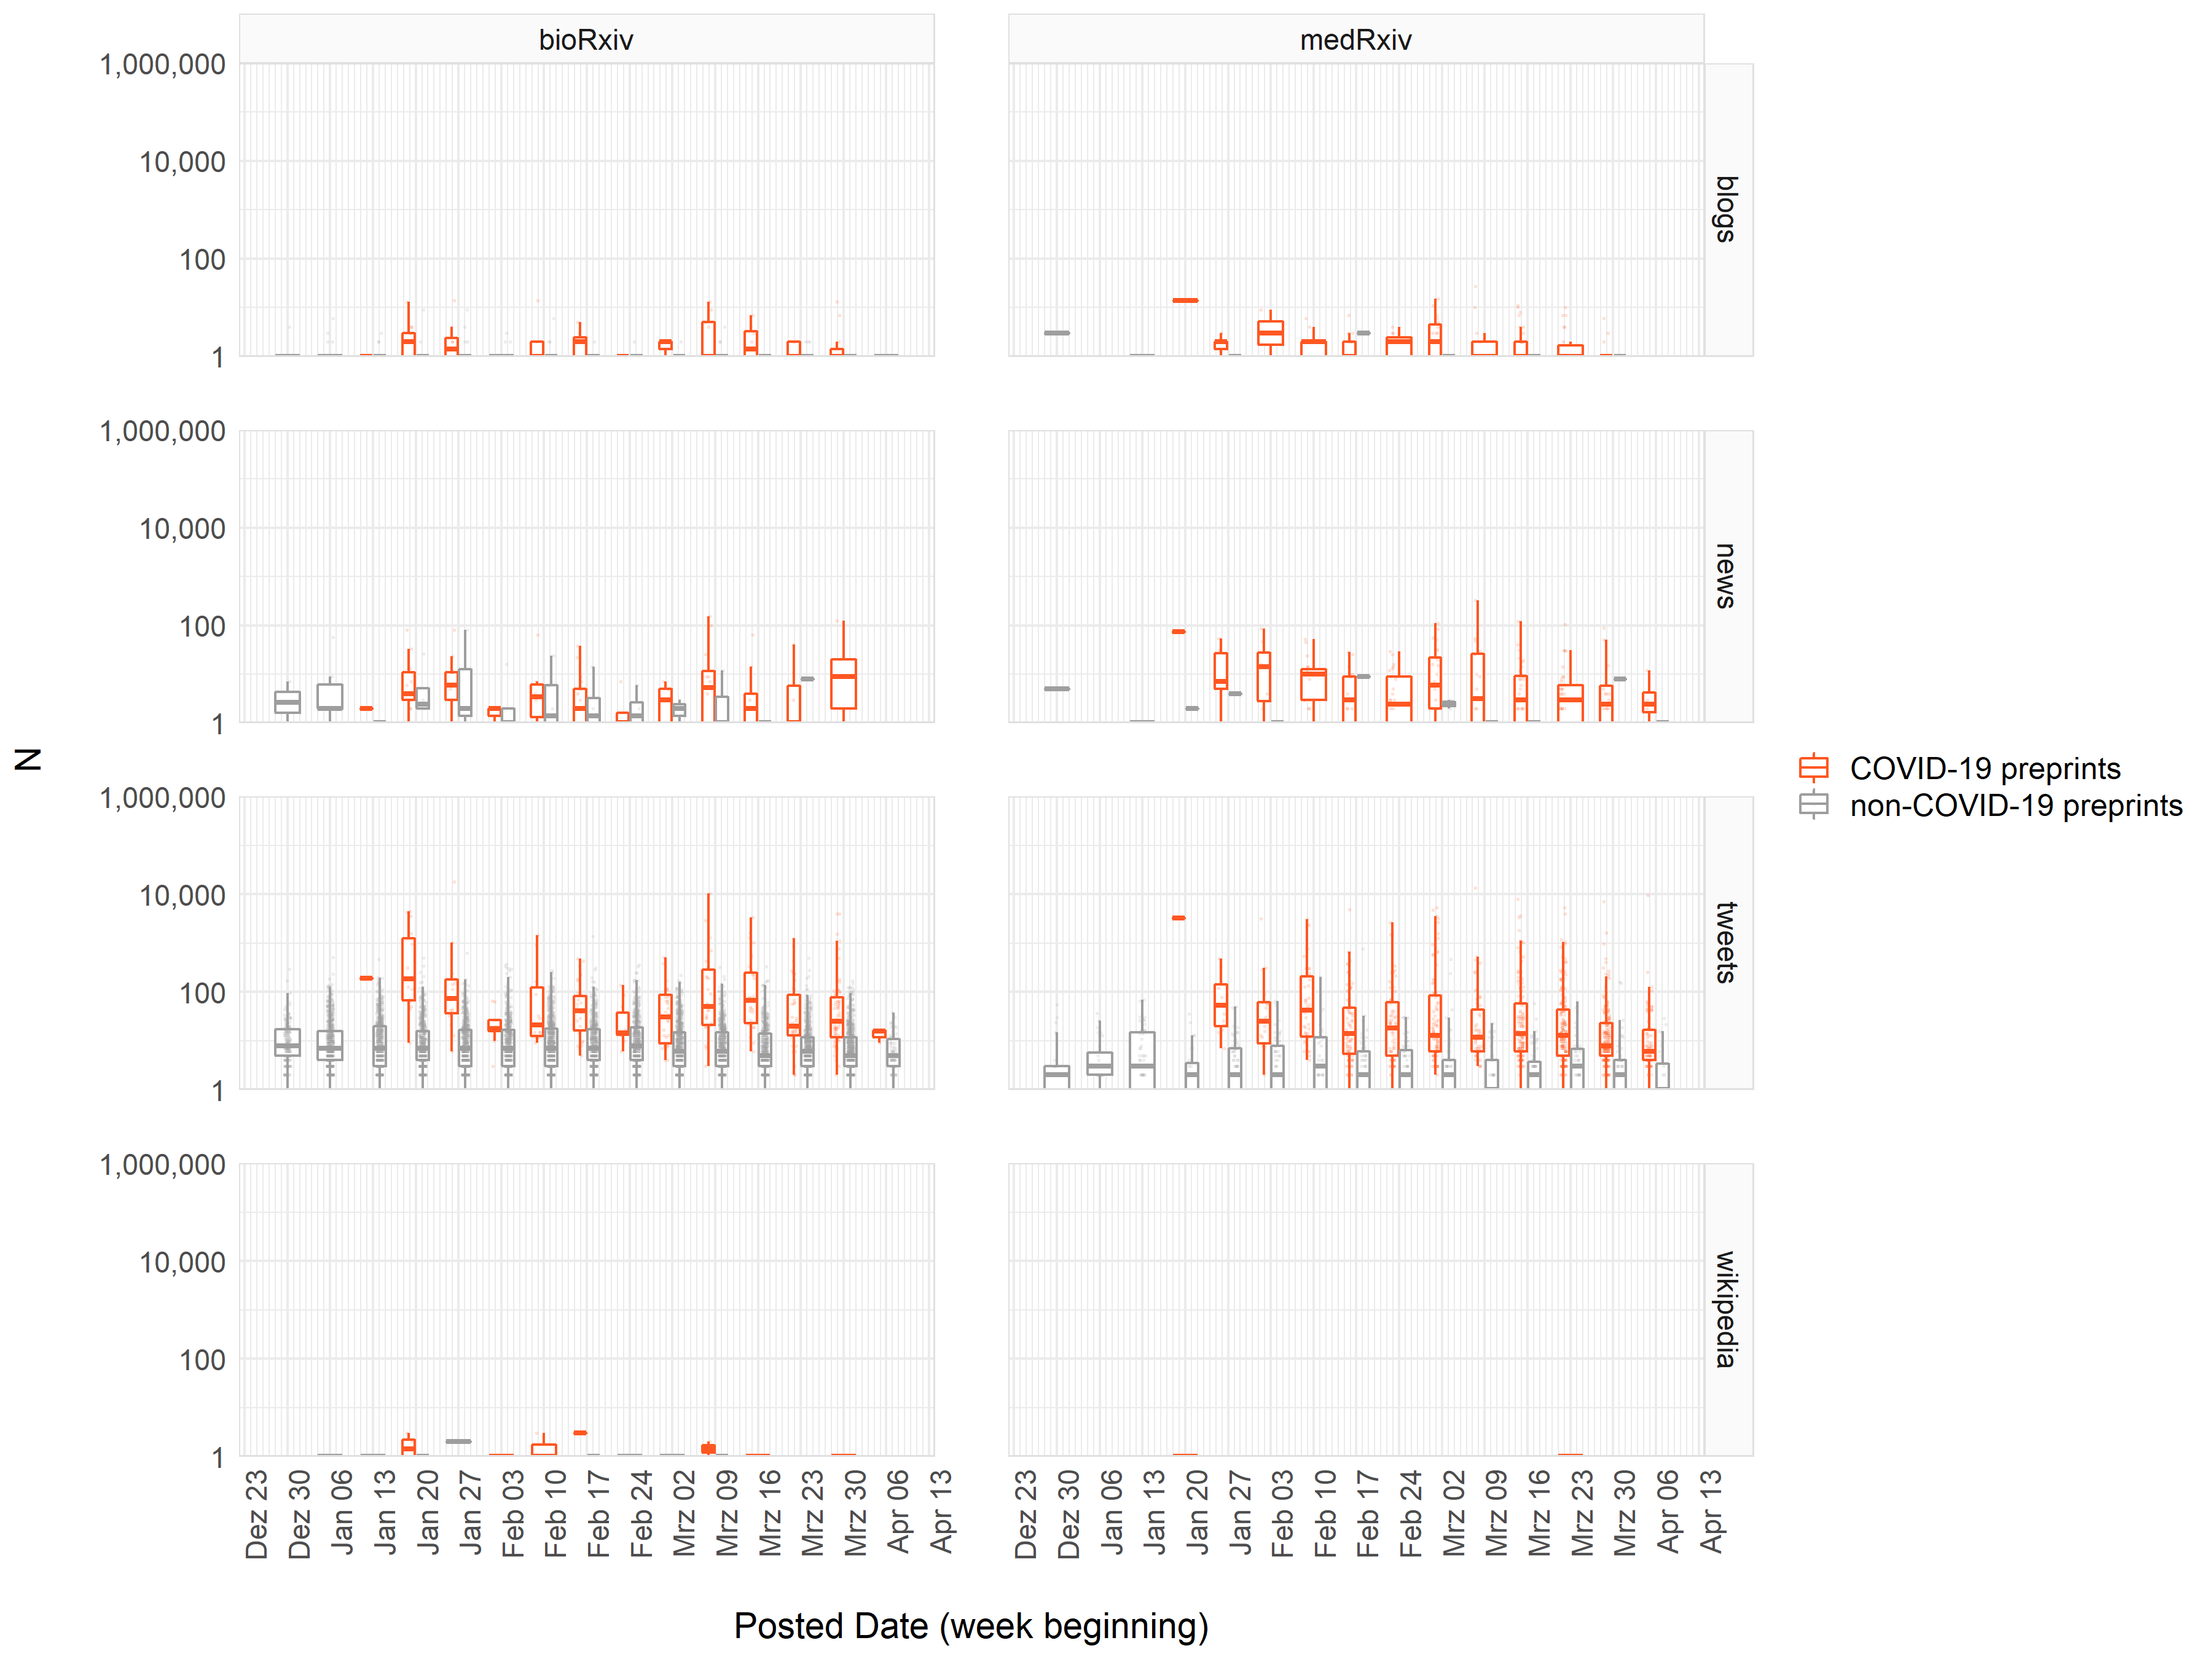 bioRxiv
medRxiv
1,000,000
10,000
100
1
blogs
1,000,000
10,000
100
1
news
1,000,000
10,000
100
1
tweets
1,000,000
10,000
100
1
wikipedia
N
Dez 23
Dez 30
Jan 06
Jan 13
Jan 20
Jan 27
Feb 03
Feb 10
Feb 17
Feb 24
Mrz 02
Mrz 09
Mrz 16
Mrz 23
Mrz 30
Apr 06
Apr 13
Dez 23
Dez 30
Jan 06
Jan 13
Jan 20
Jan 27
Feb 03
Feb 10
Feb 17
Feb 24
Mrz 02
Mrz 09
Mrz 16
Mrz 23
Mrz 30
Apr 06
Apr 13
Posted Date (week beginning)
COVID-19 preprints
non-COVID-19 preprints